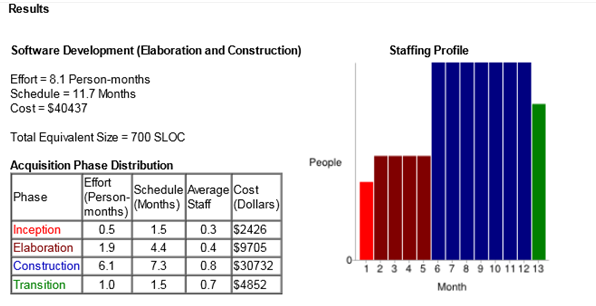 Results
Software Development (Elaboration and Construction)
Effort = 8.1 Person-months
Schedule = 11.7 Months
Cost = $40437
Total Equivalent Size = 700 SLOC
Acquisition Phase Distribution
Phase Effort (Person-months) Schedule (Months) Average Staff Cost (Dollars)
Inception 0.5 1.5 0.3 $2426
Elaboration 1.9 4.4 0.4 $9705
Construction 6.1 7.3 0.8 $30732
Transition 1.0 1.5 0.7 $4852
Staffing Profile
People
0
1 2 3 4 5 6 7 8 9 10 11 12 13
Month